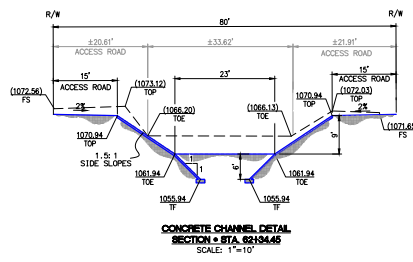 R/W R/W
80'
±20.61' ±33.62' ±21.91'
ACCESS ROAD ACCESS ROAD
15' 23' 15'
ACCESS ROAD ACCESS ROAD
(1072.56)
FS
(1073.12)
TOP
(1066.20)
TOE
(1066.13)
TOE
1070.94
TOP
(1072.03)
TOP
2% 2%
(1071.65)
FS
1070.94
TOP
1.5:1
SIDE SLOPES
1
1
6'
9'
1061.94
TOE
1061.94
TOE
1055.94
TF
1055.94
TF
CONCRETE CHANNEL DETAIL
SECTION • STA. 62+34.45
SCALE: 1"=10'